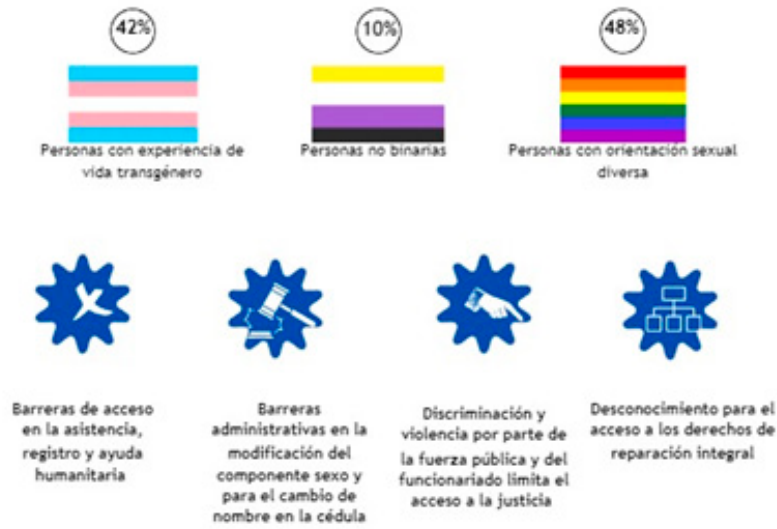 42%
10%
48%
Personas con experiencia de
vida transgénero
Personas no binarias
Personas con orientación sexual
diversa
Barreras de acceso
en la asistencia,
registro y ayuda
humanitaria
Barreras
administrativas en la
modificación del
componente sexo y
para el cambio de
nombre en la cédula
Discriminación y
violencia por parte de
la fuerza pública y del
funcionariado limita el
acceso a la justicia
Desconocimiento para el
acceso a los derechos de
reparación integral